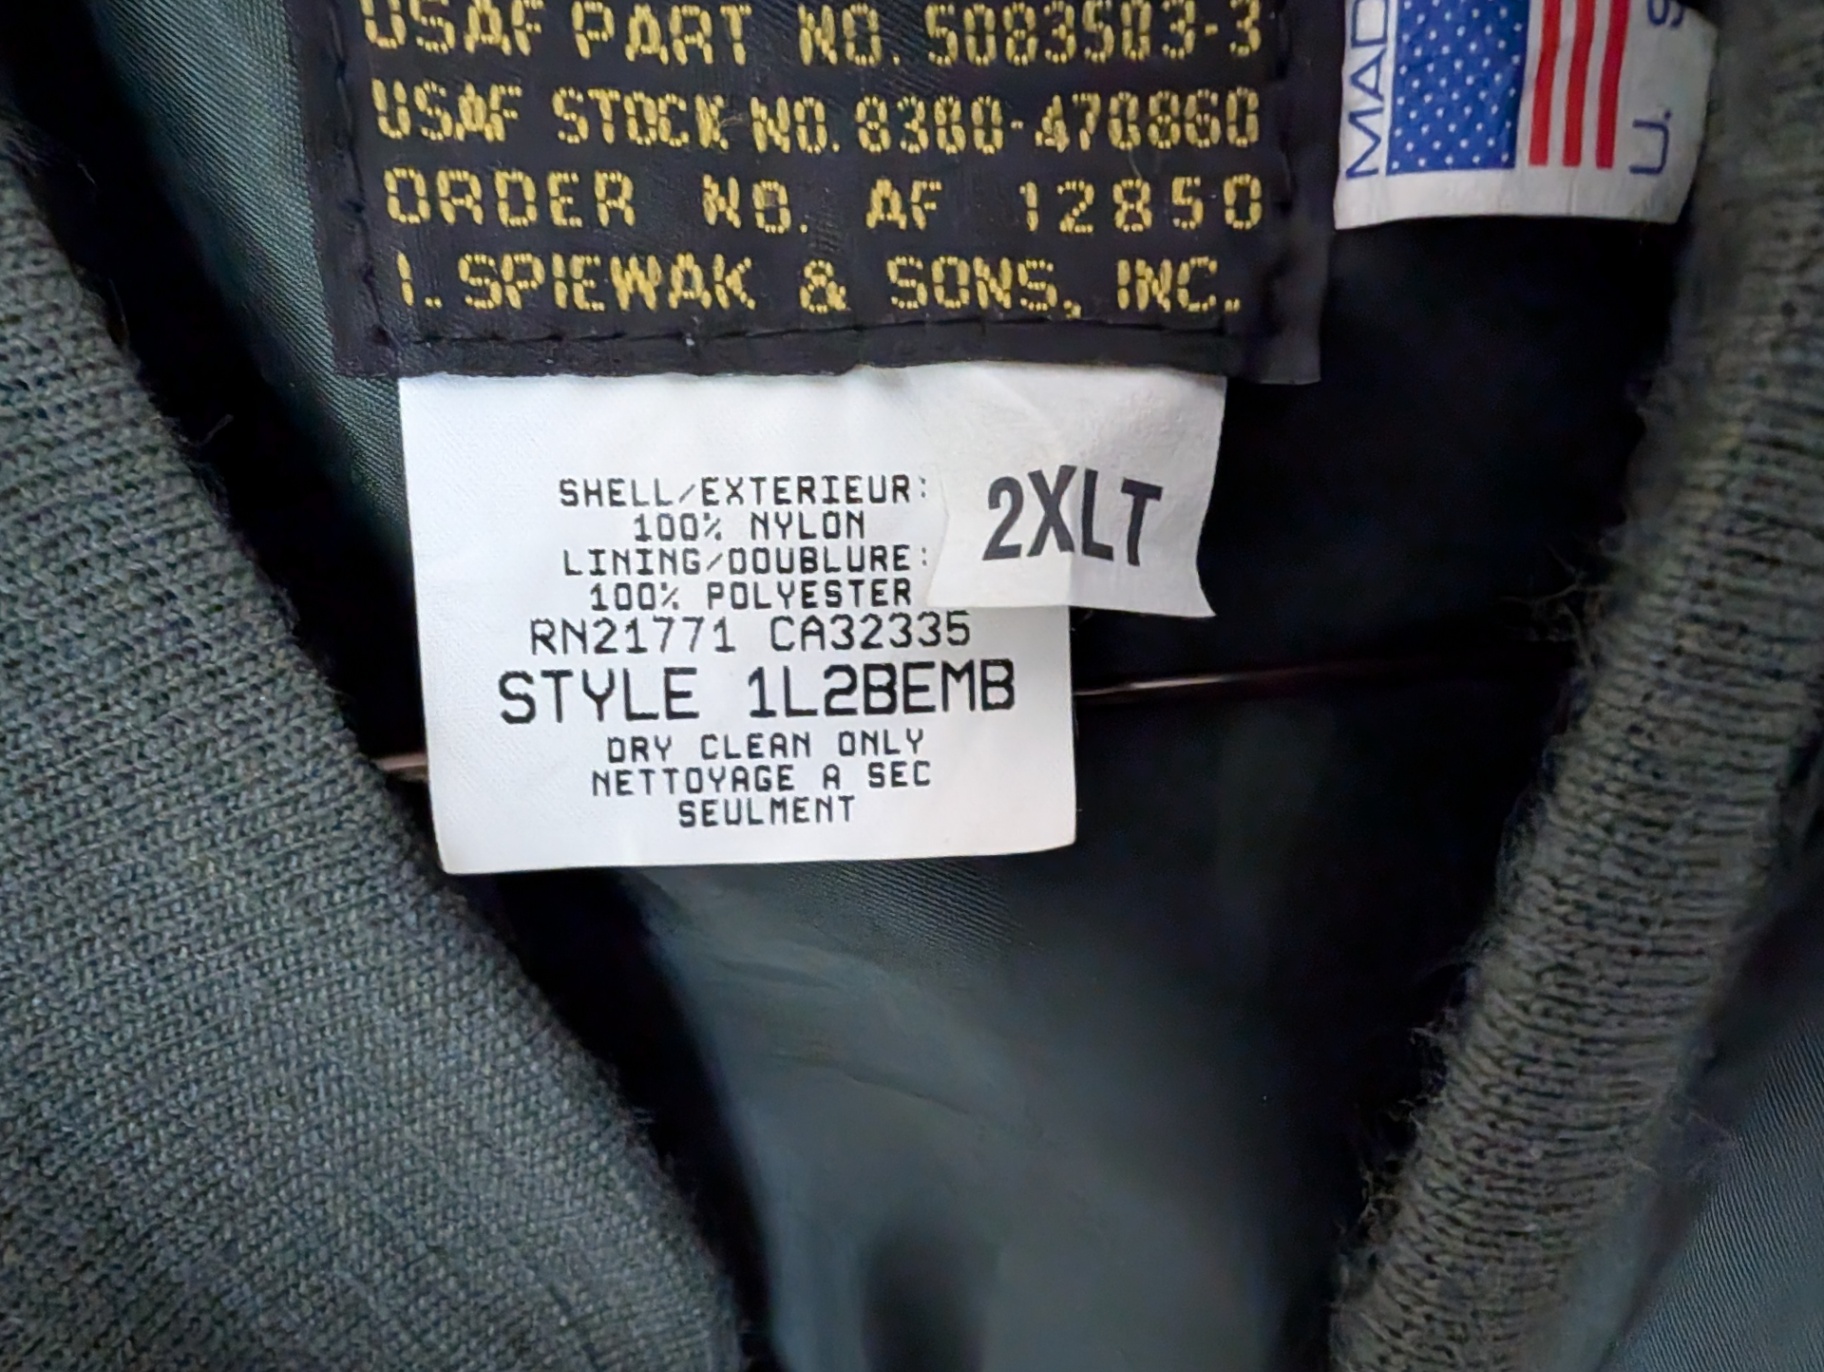 USAF PART NO. 5083503-3
USAF STOCK NO. 8300-470860
ORDER NO. AF 12850
I. SPIEWAK & SONS, INC.
MAD
U. S
SHELL/EXTERIEUR:
100% NYLON
LINING/DOUBLURE:
100% POLYESTER
2XLT
RN21771 CA32335
STYLE 1L2BEMB
DRY CLEAN ONLY
NETTOYAGE A SEC
SEULMENT